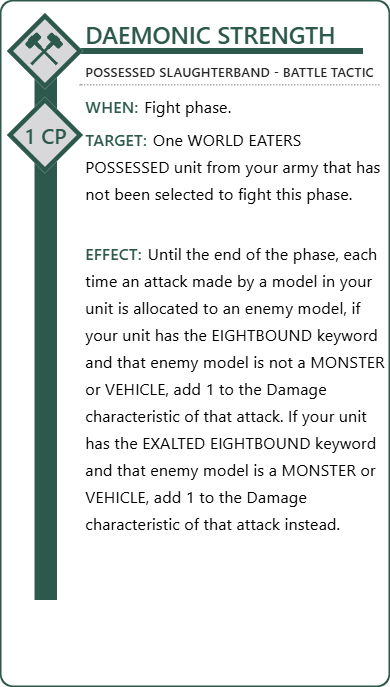 DAEMONIC STRENGTH
POSSESSED SLAUGHTERBAND - BATTLE TACTIC
WHEN: Fight phase.
1 CP
TARGET: One WORLD EATERS
POSSESSED unit from your army that has
not been selected to fight this phase.
EFFECT: Until the end of the phase, each
time an attack made by a model in your
unit is allocated to an enemy model, if
your unit has the EIGHTBOUND keyword
and that enemy model is not a MONSTER
or VEHICLE, add 1 to the Damage
characteristic of that attack. If your unit
has the EXALTED EIGHTBOUND keyword
and that enemy model is a MONSTER or
VEHICLE, add 1 to the Damage
characteristic of that attack instead.